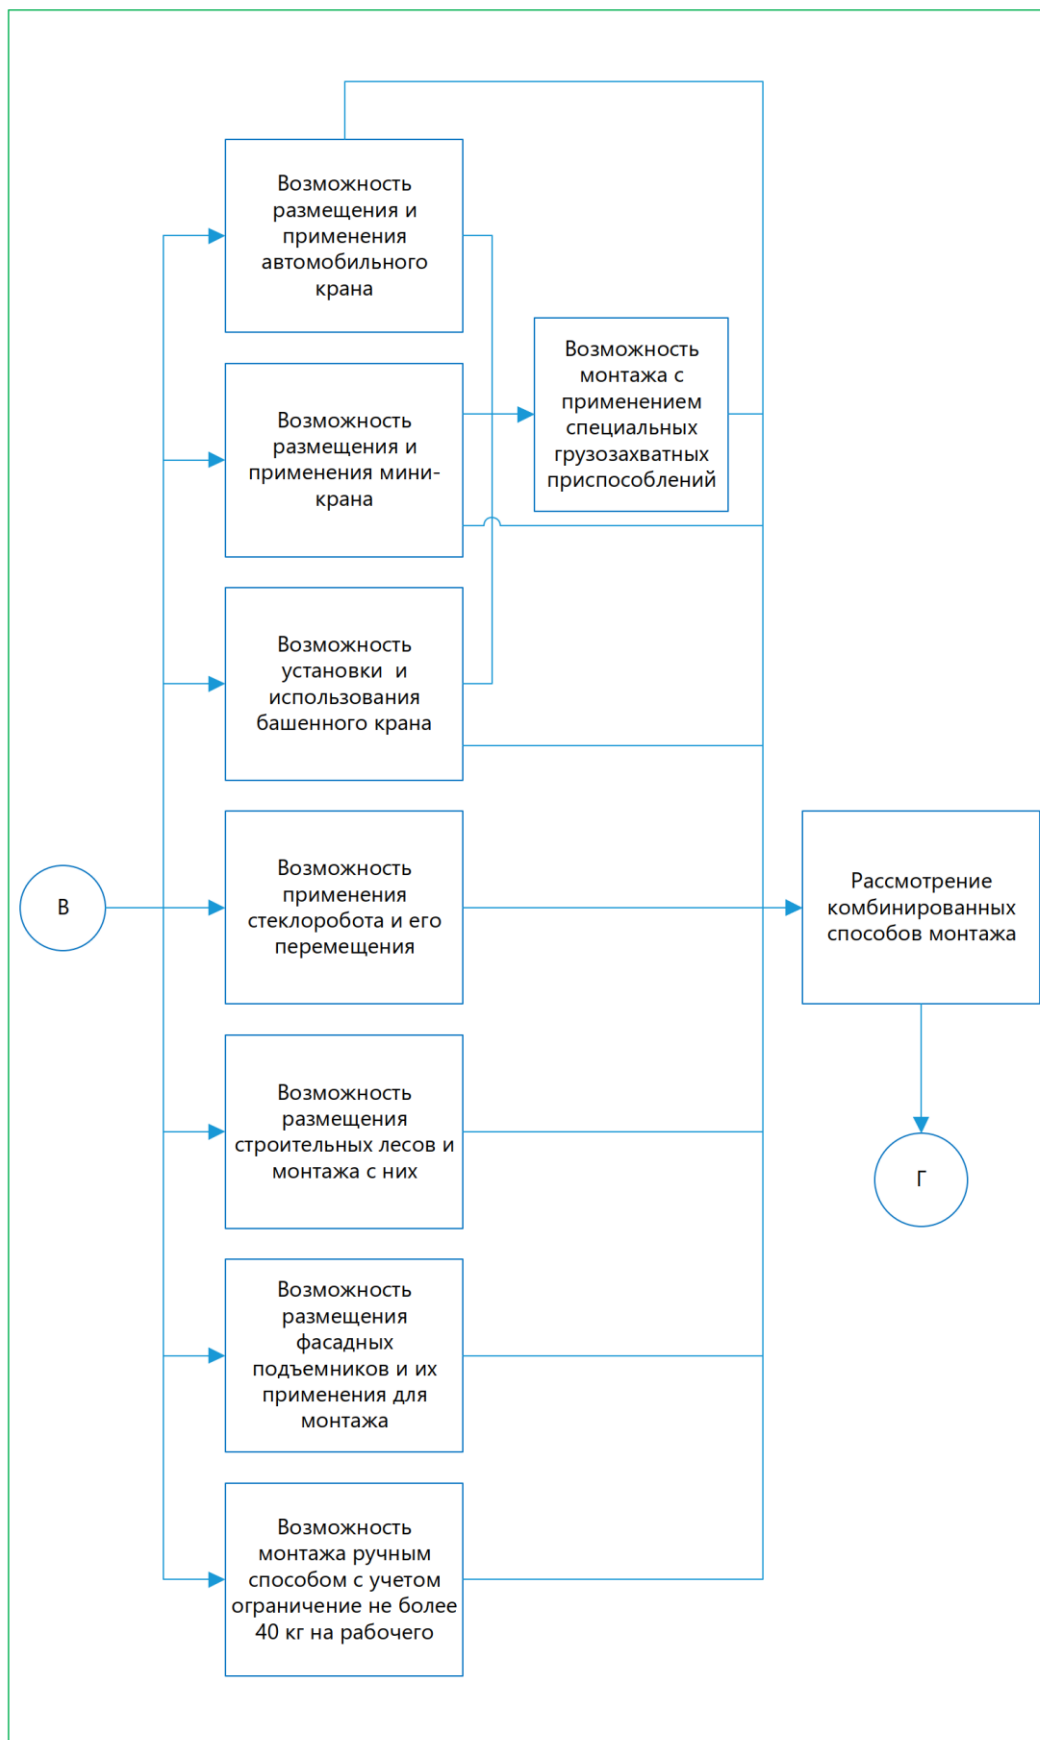 Возможность
размещения и
применения
автомобильного
крана
Возможность
монтажа с
применением
специальных
грузозахватных
приспособлений
Возможность
размещения и
применения мини-
крана
Возможность
установки и
использования
башенного крана
В
Возможность
применения
стеклоробота и его
перемещения
Рассмотрение
комбинированных
способов монтажа
Возможность
размещения
строительных лесов и
монтажа с них
Г
Возможность
размещения
фасадных
подъемников и их
применения для
монтажа
Возможность
монтажа ручным
способом с учетом
ограничение не более
40 кг на рабочего